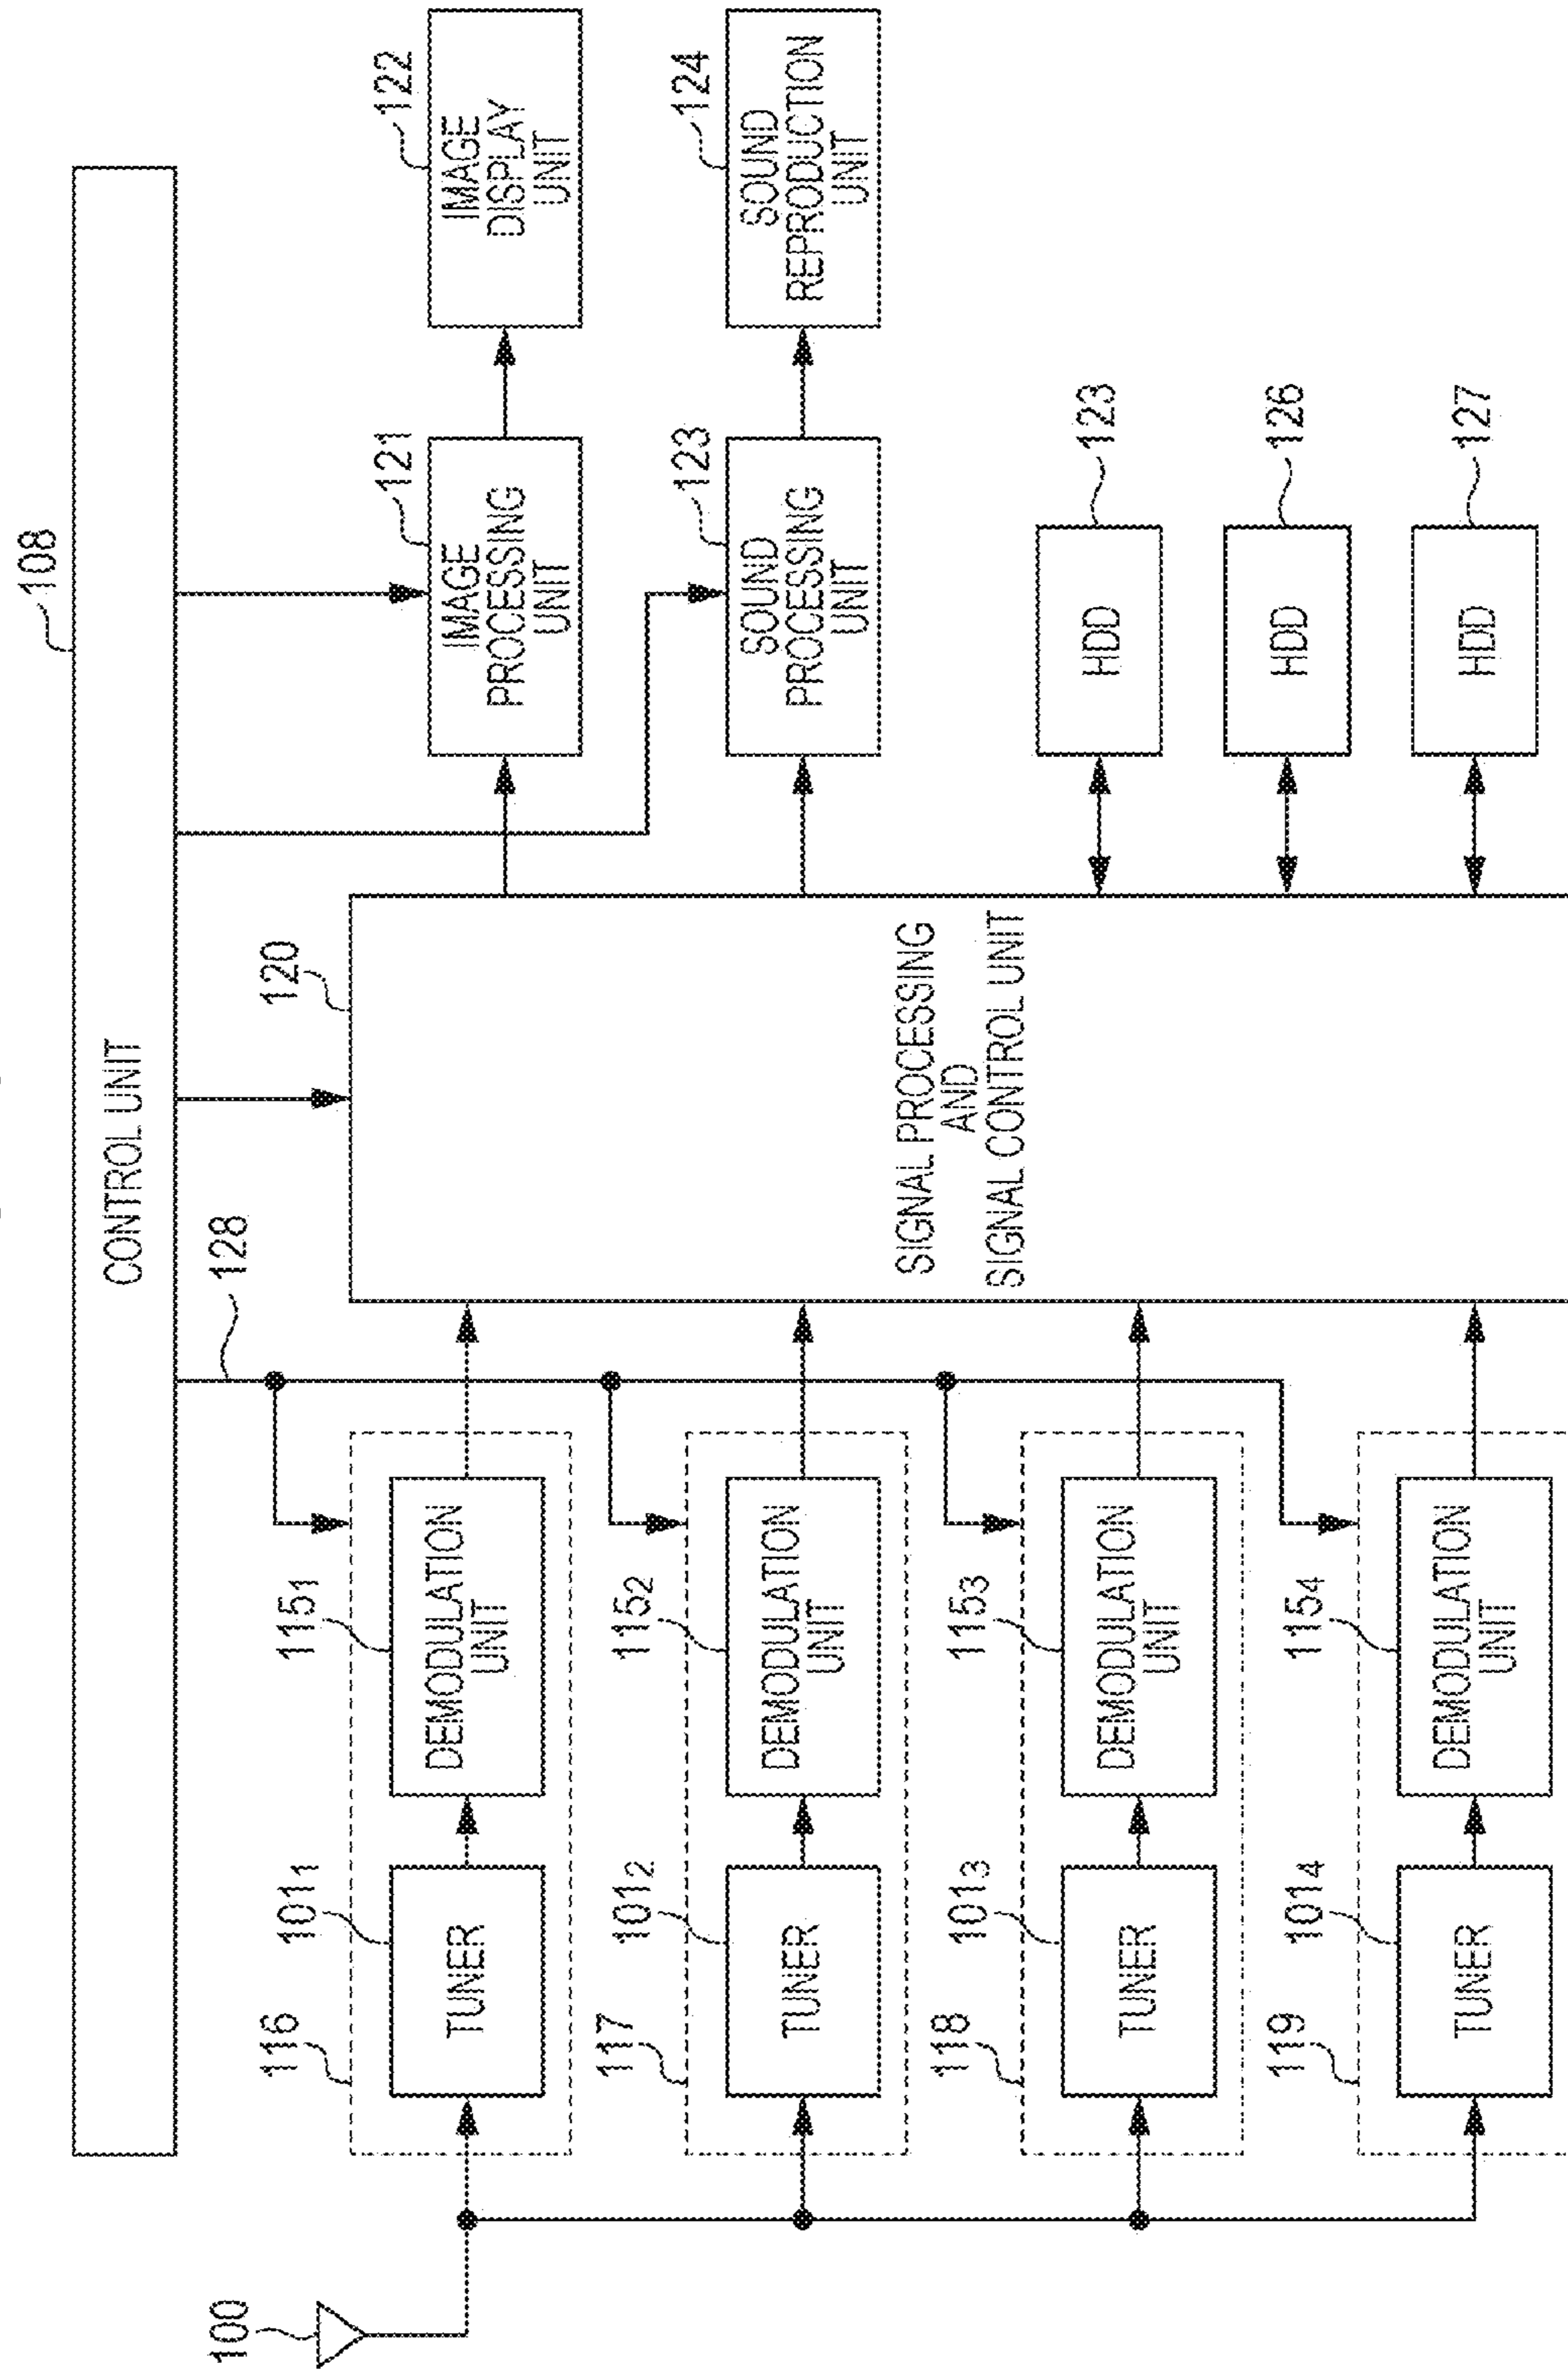 108
CONTROL UNIT
128
120
100
116
101₁
115₁
TUNER
DEMODULATION
UNIT
117
101₂
115₂
TUNER
DEMODULATION
UNIT
118
101₃
115₃
TUNER
DEMODULATION
UNIT
119
101₄
115₄
TUNER
DEMODULATION
UNIT
SIGNAL PROCESSING
AND
SIGNAL CONTROL UNIT
121
IMAGE
PROCESSING
UNIT
122
IMAGE
DISPLAY
UNIT
123
SOUND
PROCESSING
UNIT
124
SOUND
REPRODUCTION
UNIT
HDD
123
HDD
126
HDD
127